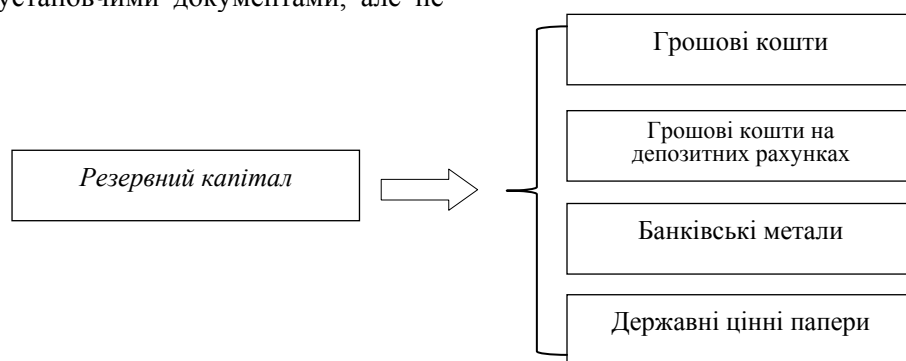 установчими документами, але не
Грошові кошти
Грошові кошти на
депозитних рахунках
Резервний капітал
Банківські метали
Державні цінні папери